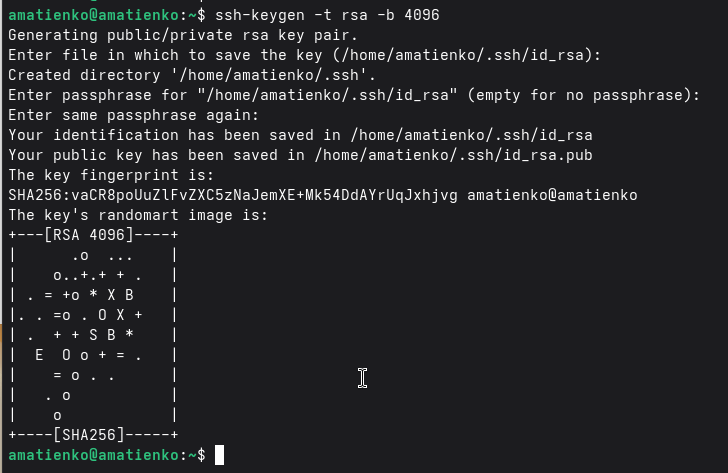 amatienko@amatienko:~$ ssh-keygen -t rsa -b 4096
Generating public/private rsa key pair.
Enter file in which to save the key (/home/amatienko/.ssh/id_rsa):
Created directory '/home/amatienko/.ssh'.
Enter passphrase for "/home/amatienko/.ssh/id_rsa" (empty for no passphrase):
Enter same passphrase again:
Your identification has been saved in /home/amatienko/.ssh/id_rsa
Your public key has been saved in /home/amatienko/.ssh/id_rsa.pub
The key fingerprint is:
SHA256:vaCR8poUuZlFvZXC5zNaJemXE+Mk54DdAYrUqJxhjvg amatienko@amatienko
The key's randomart image is:
+---[RSA 4096]----+
|      .o  ...    |
|    o..+.+ + .   |
| . = +o * X B    |
|. . =o . O X +   |
| .  + + S B *    |
|  E  O o + = .   |
|    = o . .      |
|   . o           |
|    o            |
+----[SHA256]-----+
amatienko@amatienko:~$